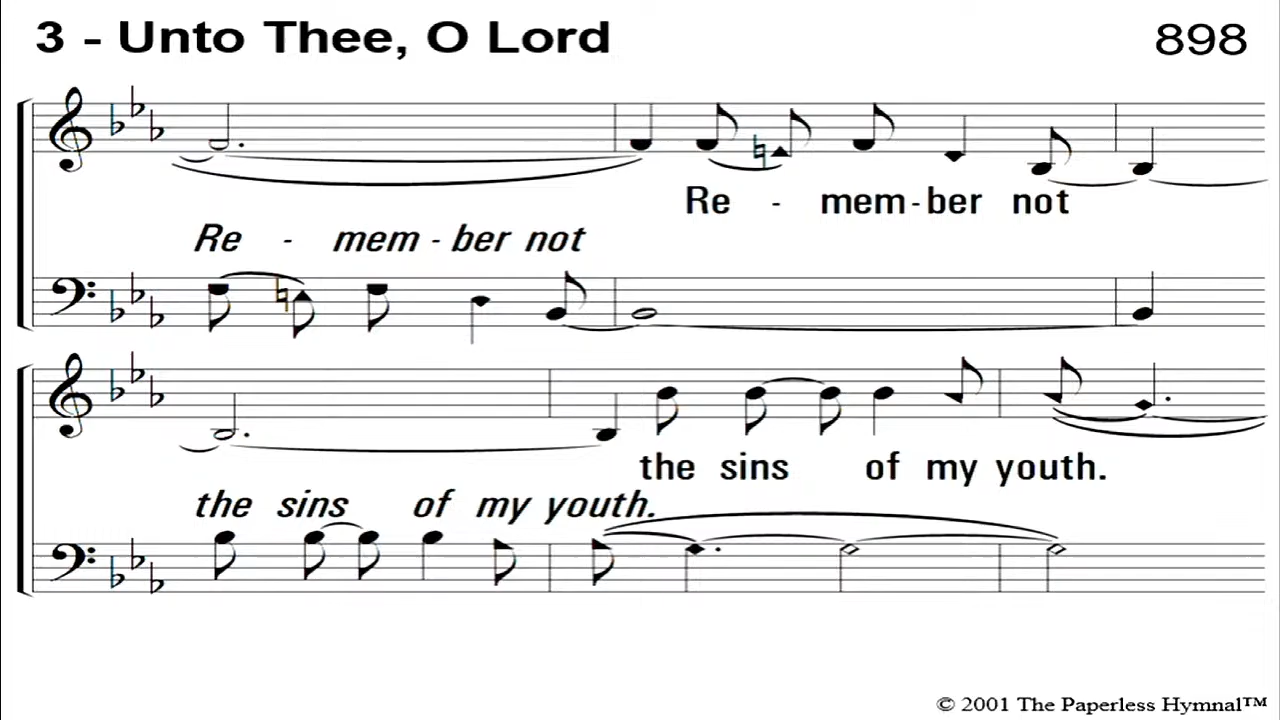 3 - Unto Thee, O Lord 898
Re - mem - ber not
Re - mem - ber not
the sins of my youth.
the sins of my youth.
© 2001 The Paperless Hymnal™